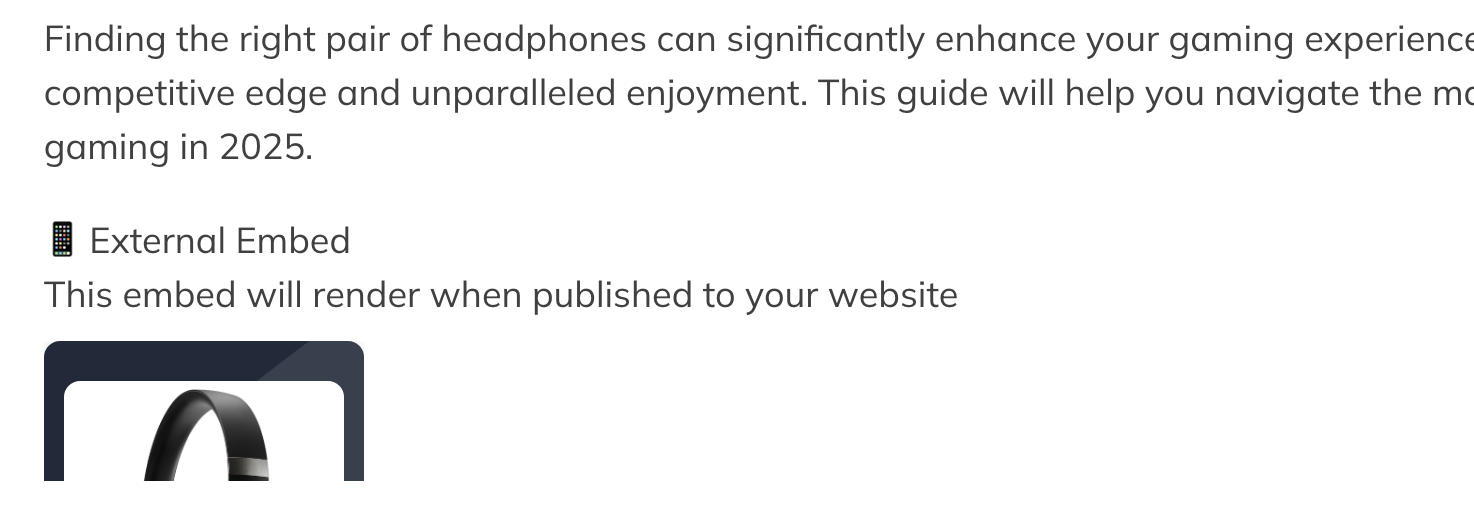 Finding the right pair of headphones can significantly enhance your gaming experience
competitive edge and unparalleled enjoyment. This guide will help you navigate the
gaming in 2025.
📱 External Embed
This embed will render when published to your website